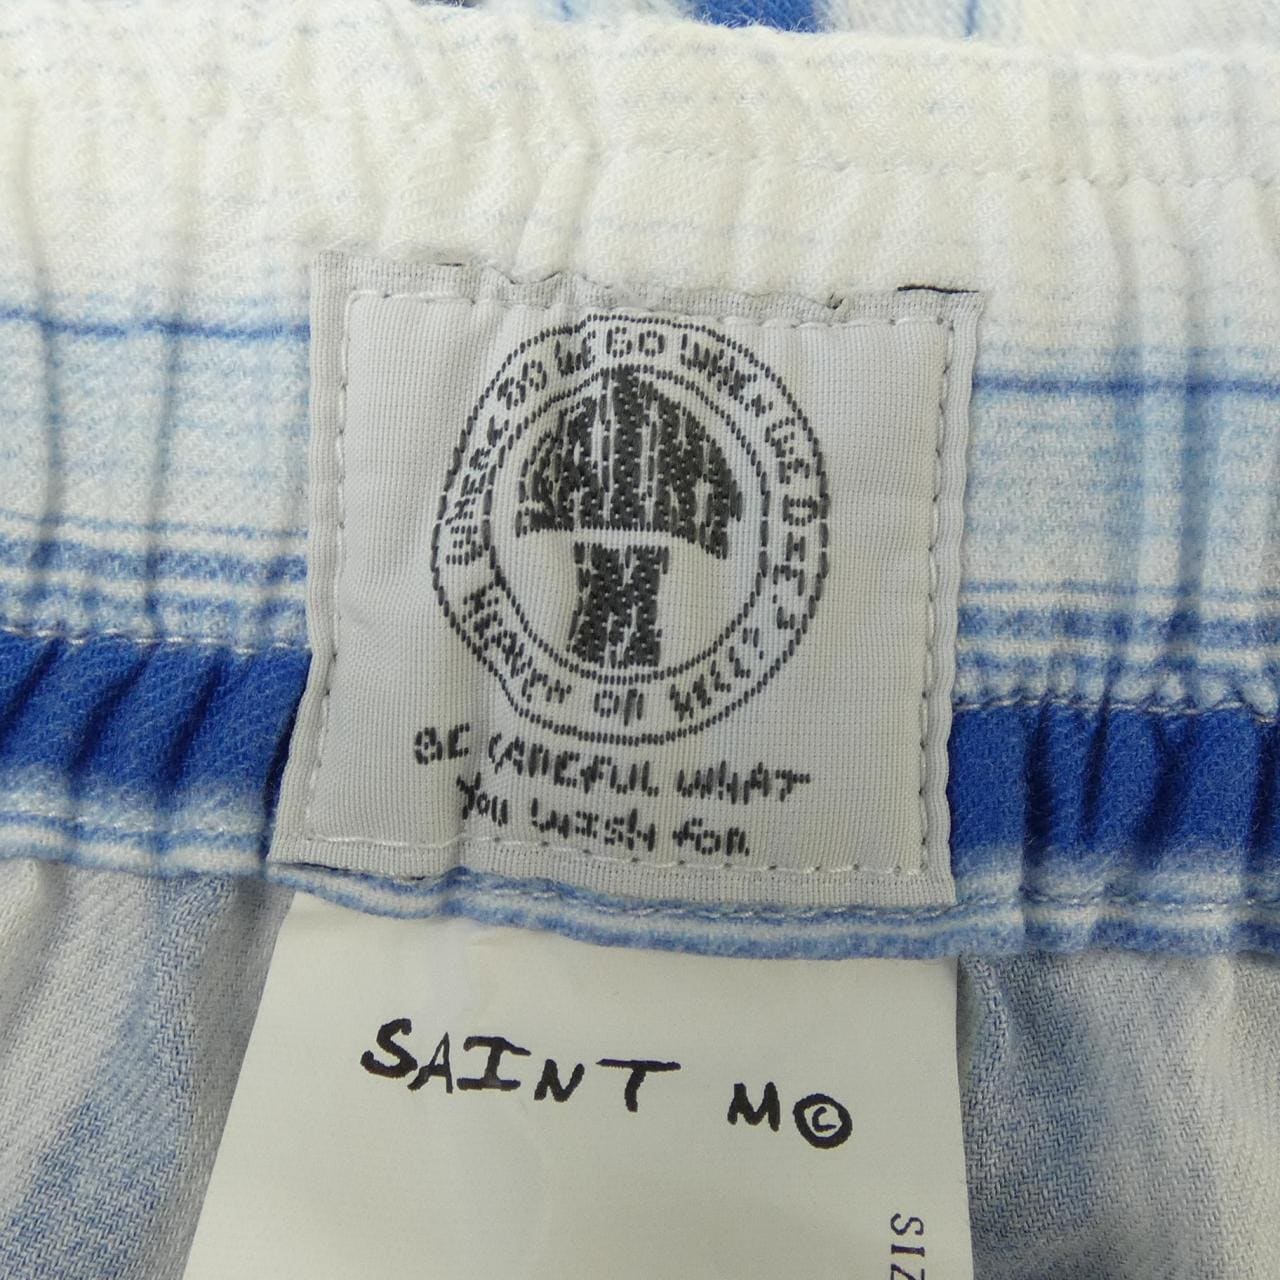 WHERE DO WE GO WHEN WE DIE?
HEAVEN OR HELL?
SAINT
M
BE CAREFUL WHAT
YOU WISH FOR
SAINT M©
SIZ